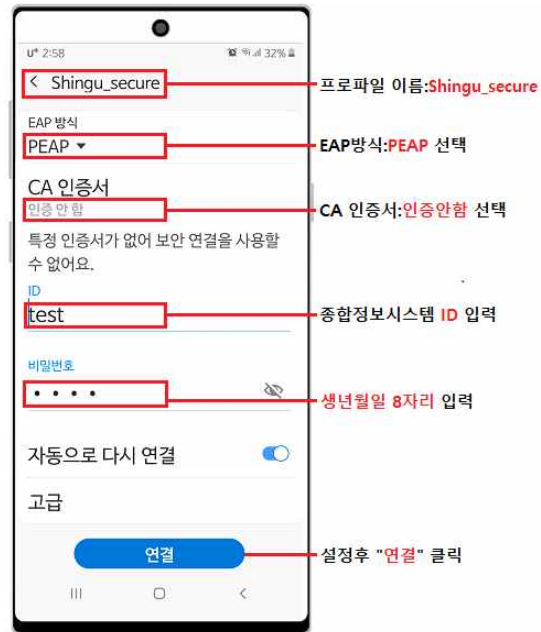 U+ 2:58 32%
< Shingu_secure
프로파일 이름:Shingu_secure
EAP 방식
PEAP
EAP방식:PEAP 선택
CA 인증서
인증 안 함
CA 인증서:인증안함 선택
특정 인증서가 없어 보안 연결을 사용할
수 없어요.
ID
test
종합정보시스템 ID 입력
비밀번호
• • • •
생년월일 8자리 입력
자동으로 다시 연결
고급
연결
설정후 "연결" 클릭